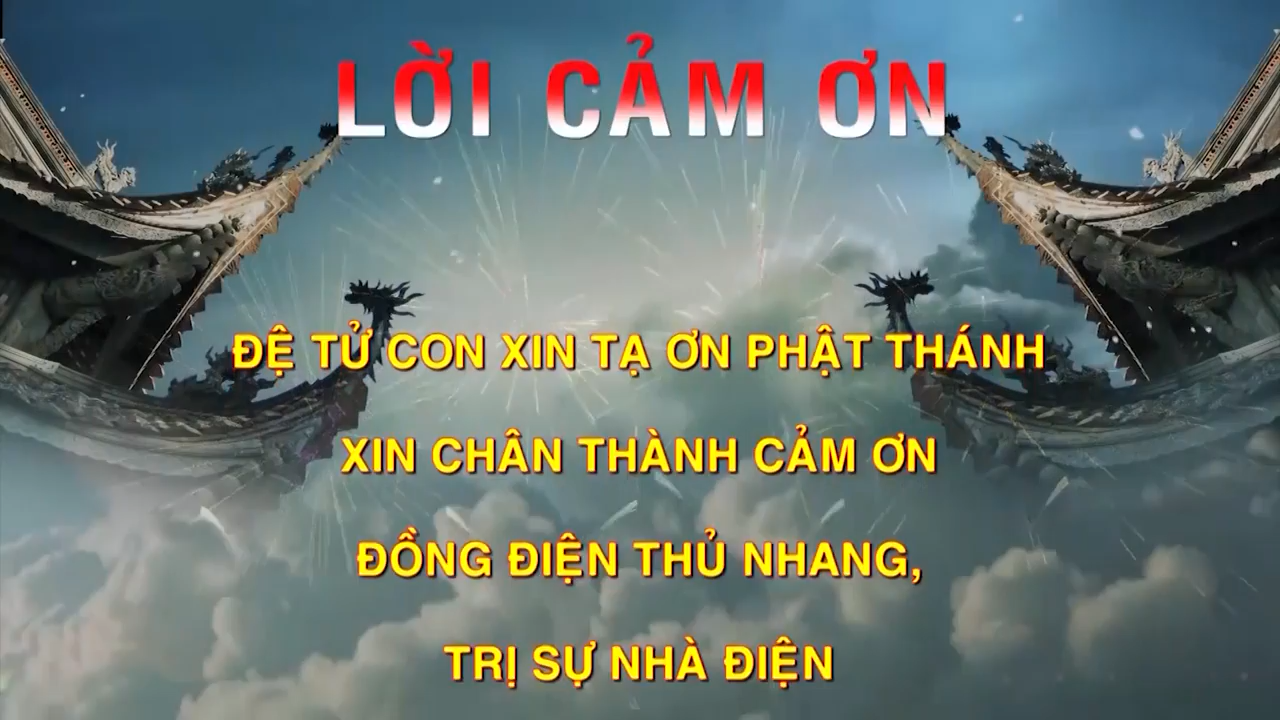 LỜI CẢM ƠN
ĐỆ TỬ CON XIN TẠ ƠN PHẬT THÁNH
XIN CHÂN THÀNH CẢM ƠN
ĐỒNG ĐIỆN THỦ NHANG,
TRỊ SỰ NHÀ ĐIỆN